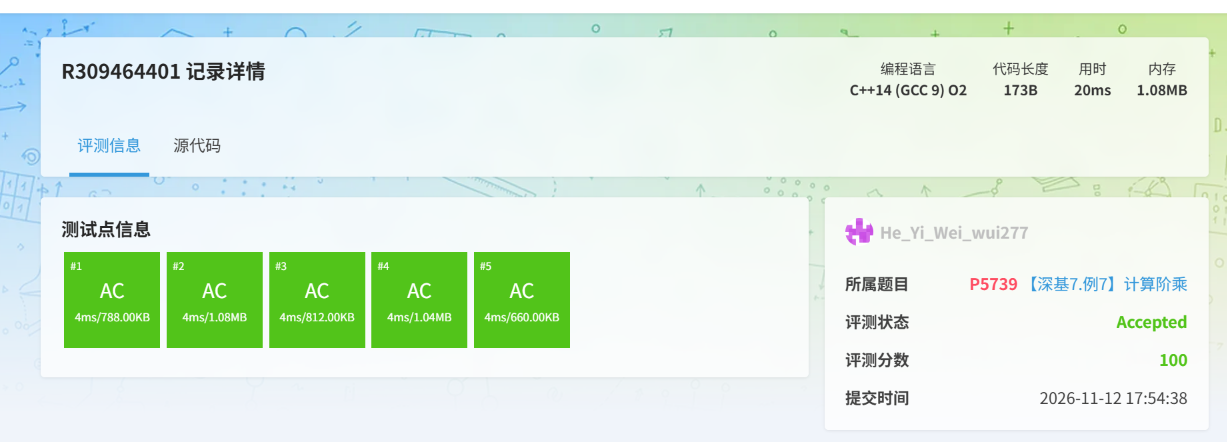 R309464401 记录详情
编程语言 代码长度 用时 内存
C++14 (GCC 9) O2 173B 20ms 1.08MB
评测信息 源代码
测试点信息
#1 #2 #3 #4 #5
AC AC AC AC AC
4ms/788.00KB 4ms/1.08MB 4ms/812.00KB 4ms/1.04MB 4ms/660.00KB
He_Yi_Wei_wui277
所属题目 P5739 【深基7.例7】计算阶乘
评测状态 Accepted
评测分数 100
提交时间 2026-11-12 17:54:38